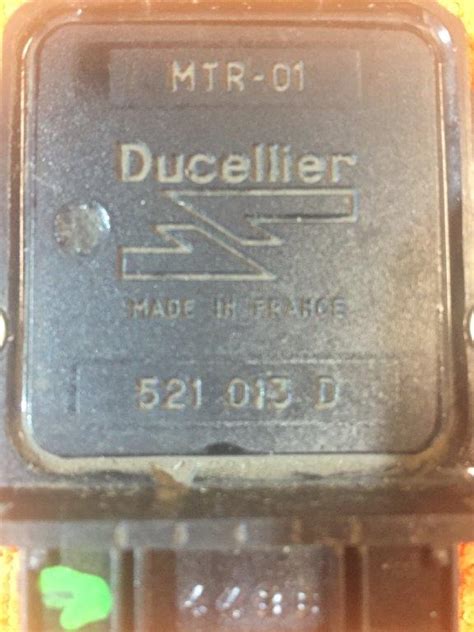 MTR-01
Ducellier
MADE IN FRANCE
521 013 D